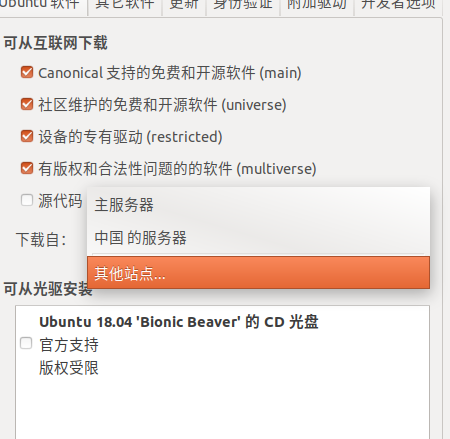 Ubuntu 软件 其它软件 更新 身份验证 附加驱动 开发者选项
可从互联网下载
Canonical 支持的免费和开源软件 (main)
社区维护的免费和开源软件 (universe)
设备的专有驱动 (restricted)
有版权和合法性问题的的软件 (multiverse)
源代码
主服务器
下载自：
中国 的服务器
其他站点...
可从光驱安装
Ubuntu 18.04 'Bionic Beaver' 的 CD 光盘
官方支持
版权受限